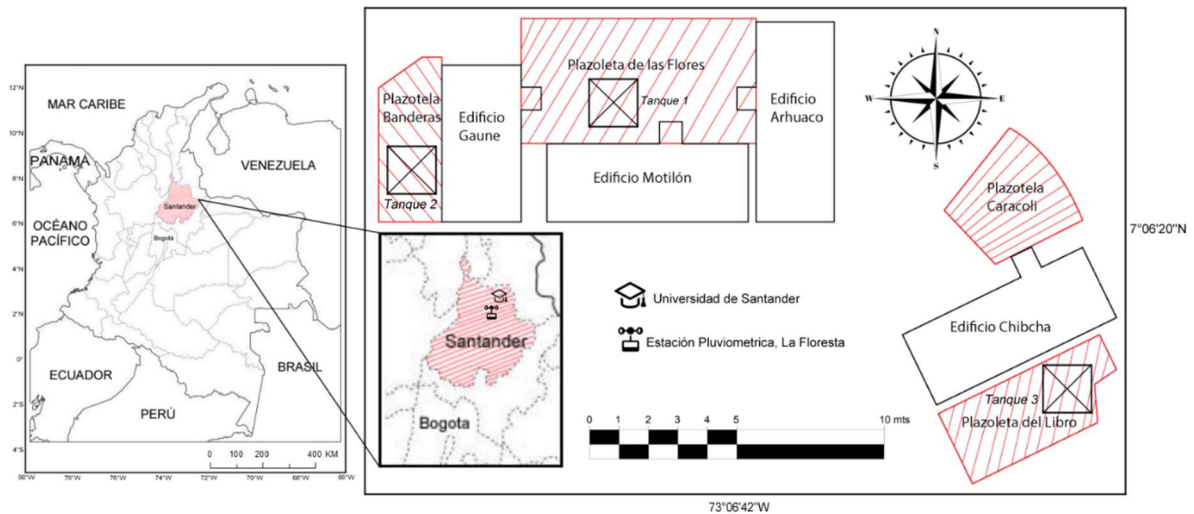 12°N
10°N
8°N
6°N
4°N
2°N
0°
2°S
4°S
80°W
78°W
76°W
74°W
72°W
70°W
68°W
66°W
MAR CARIBE
PANAMÁ
VENEZUELA
OCÉANO
PACÍFICO
Santander
Bogota
BRASIL
ECUADOR
PERÚ
0 200 400 KM
Santander
Bogota
Plazotela
Banderas
Tanque 2
Edificio
Gaune
Plazoleta de las Flores
Tanque 1
Edificio Motilón
Edificio
Arhuaco
N
W
E
S
Plazotela
Caracoli
Edificio Chibcha
Tanque 3
Plazoleta del Libro
Universidad de Santander
Estación Pluviometrica, La Floresta
0 1 2 3 4 5 10 mts
7°06'20"N
73°06'42"W